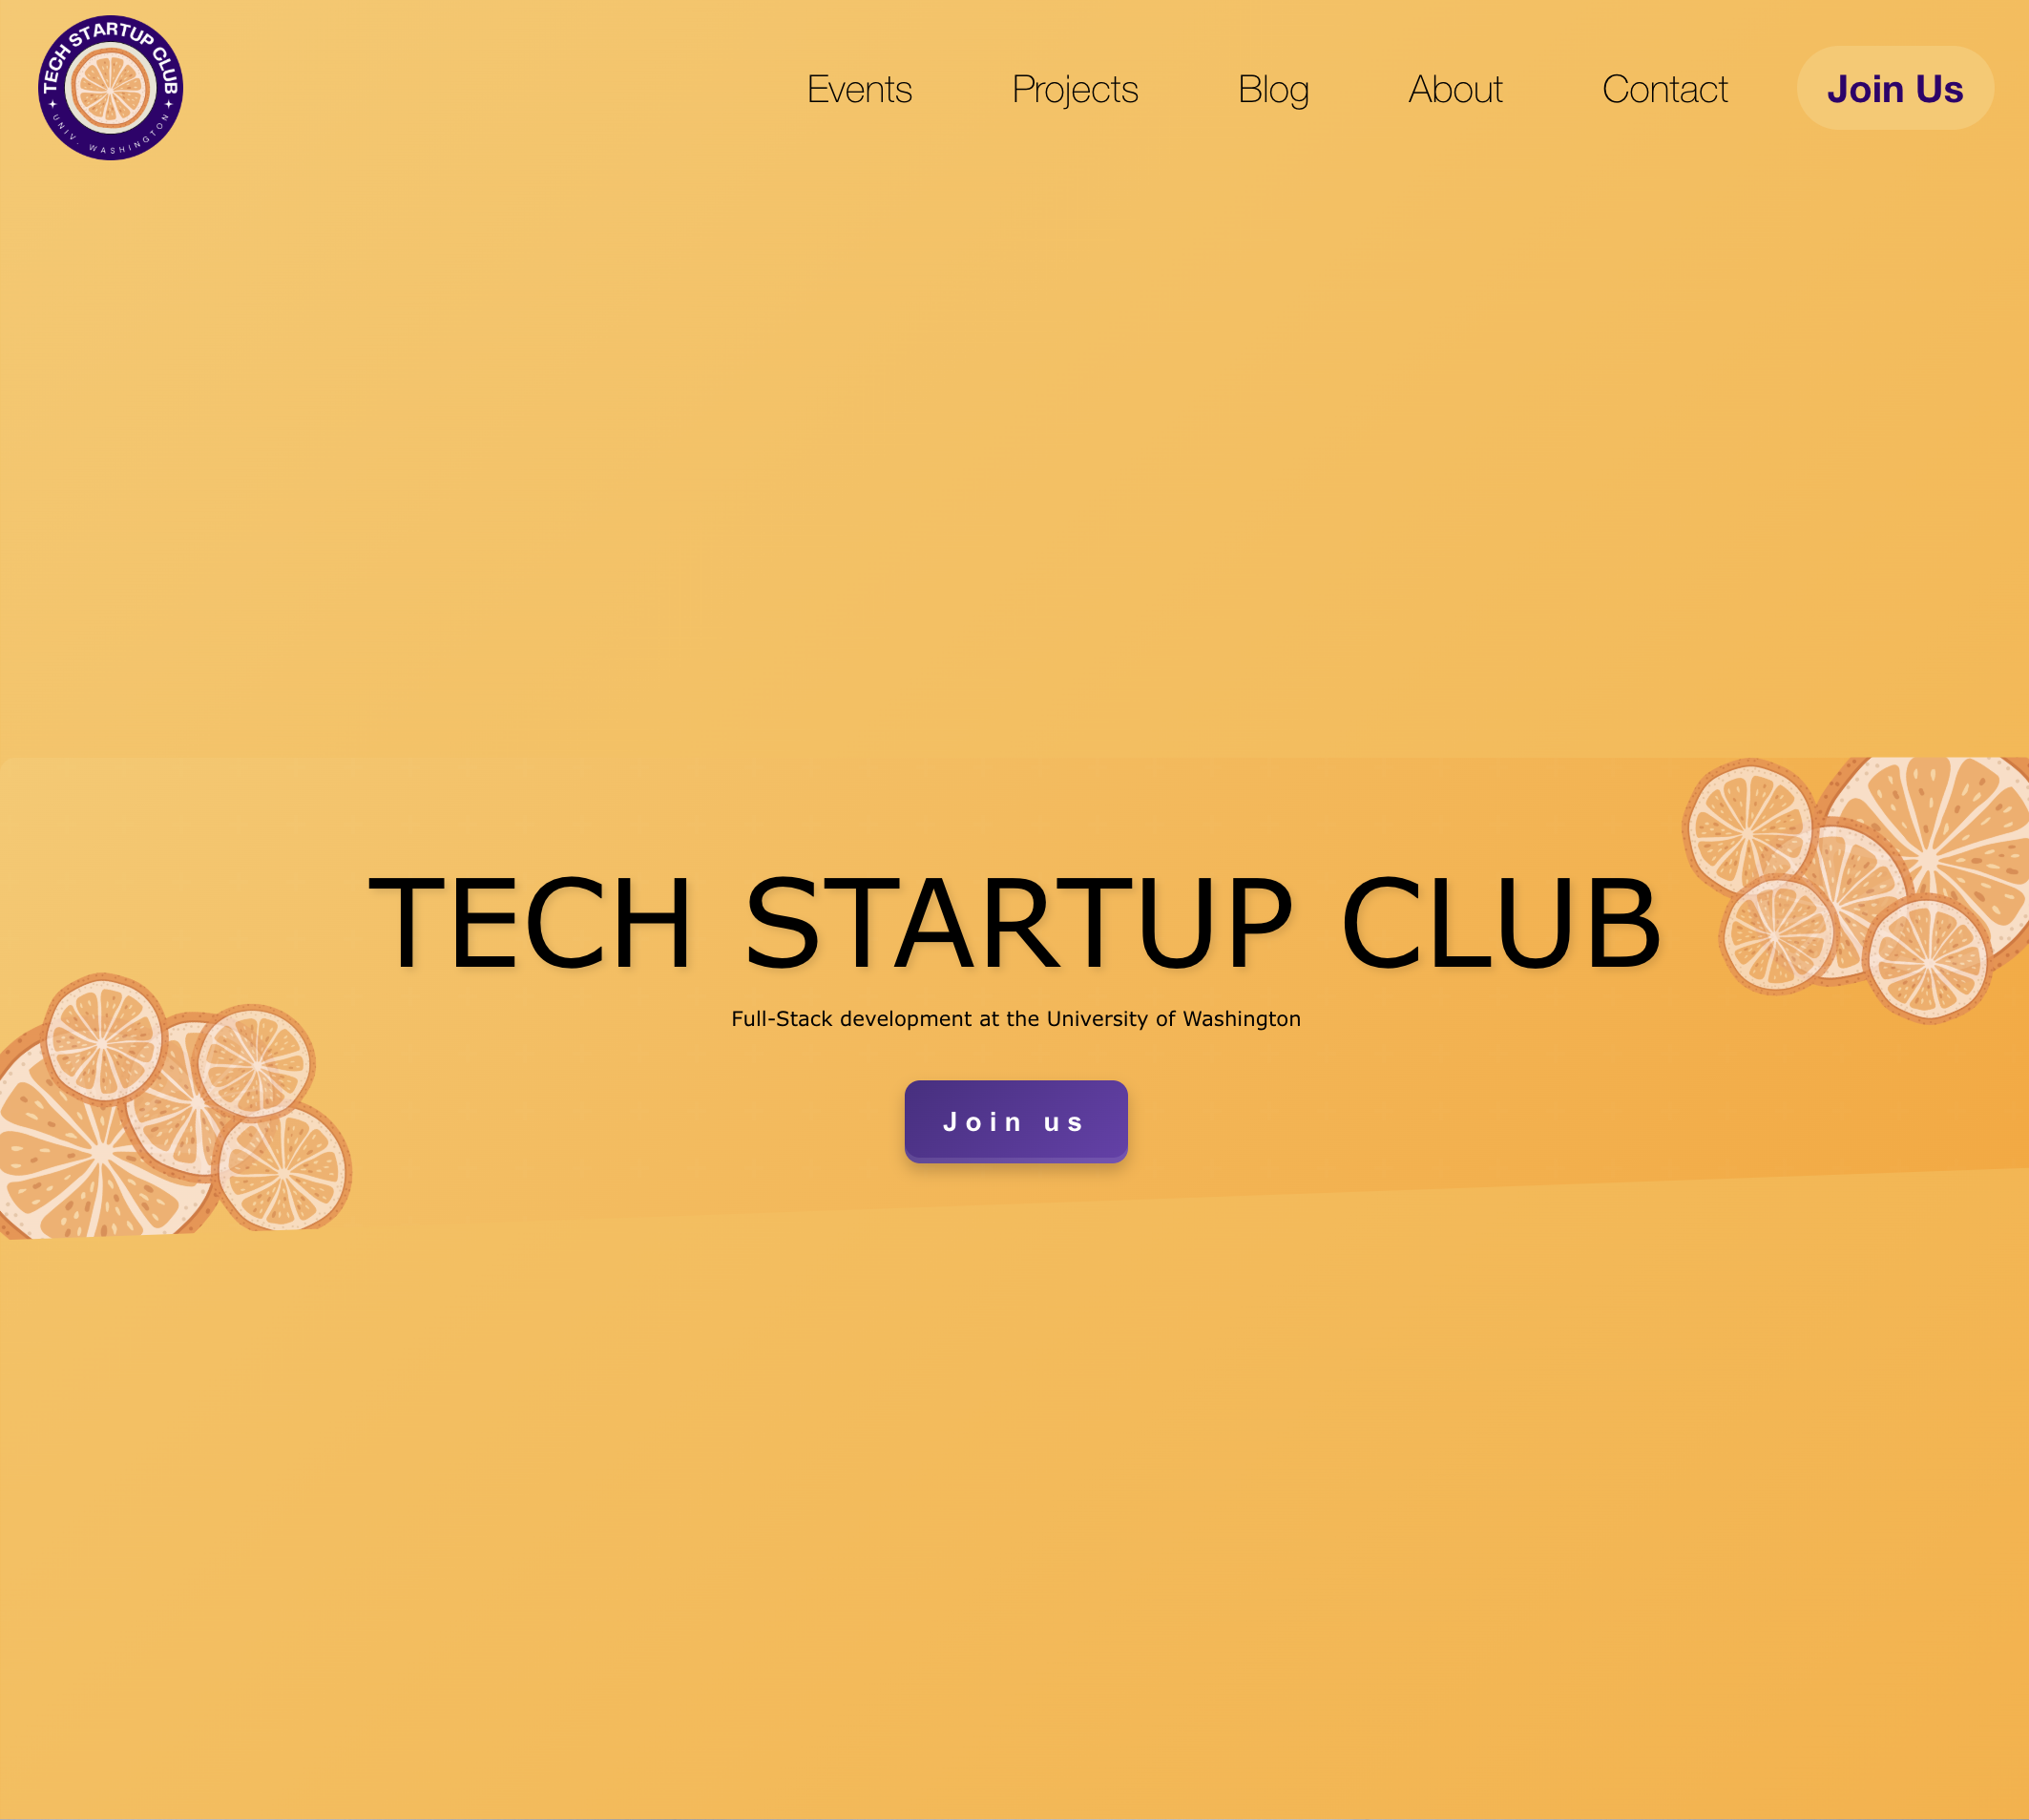 TECH STARTUP CLUB
UNIV. WASHINGTON
Events Projects Blog About Contact Join Us
TECH STARTUP CLUB
Full-Stack development at the University of Washington
Join us